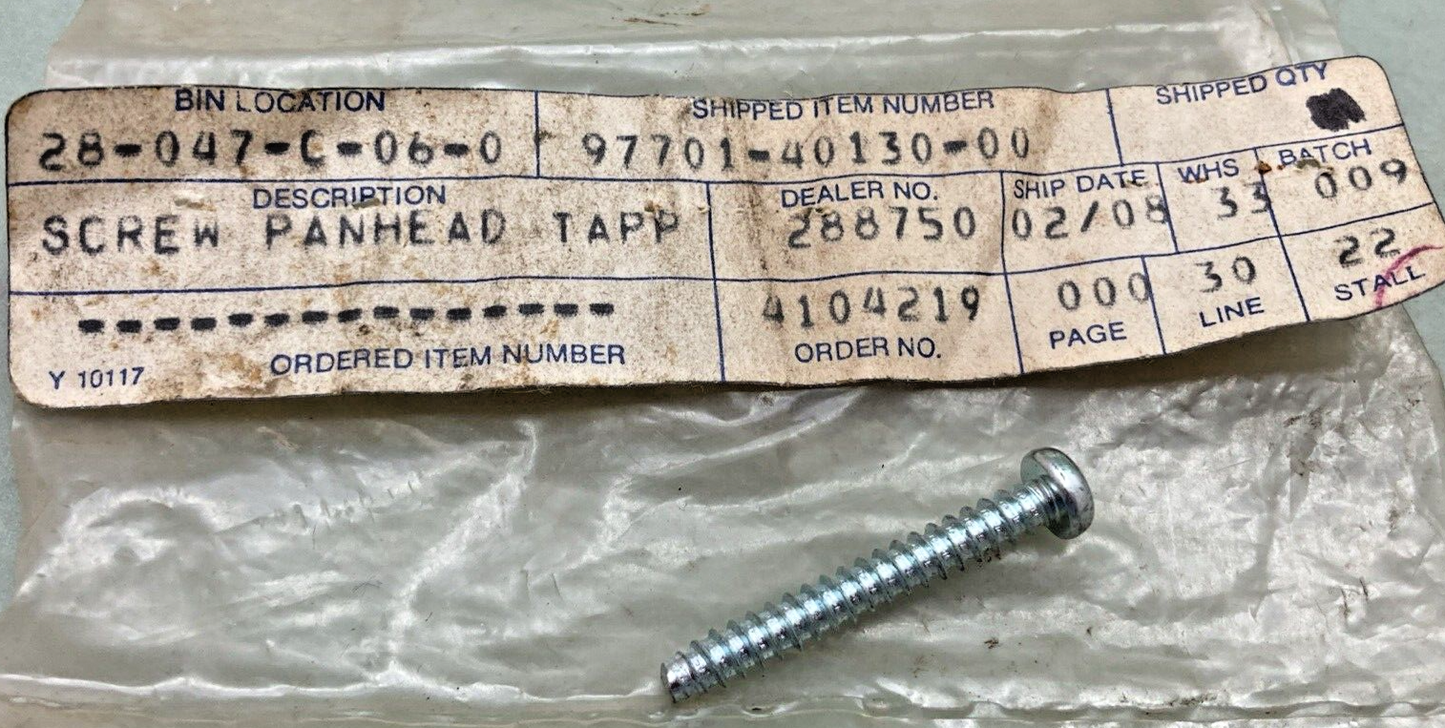 BIN LOCATION SHIPPED ITEM NUMBER SHIPPED QTY
28-047-C-06-0 97701-40130-00
DESCRIPTION DEALER NO. SHIP DATE WHS BATCH
SCREW PANHEAD TAPP 288750 02/08 33 009
-------------- 4104219 000 30 22
ORDERED ITEM NUMBER ORDER NO. PAGE LINE STALL
Y 10117